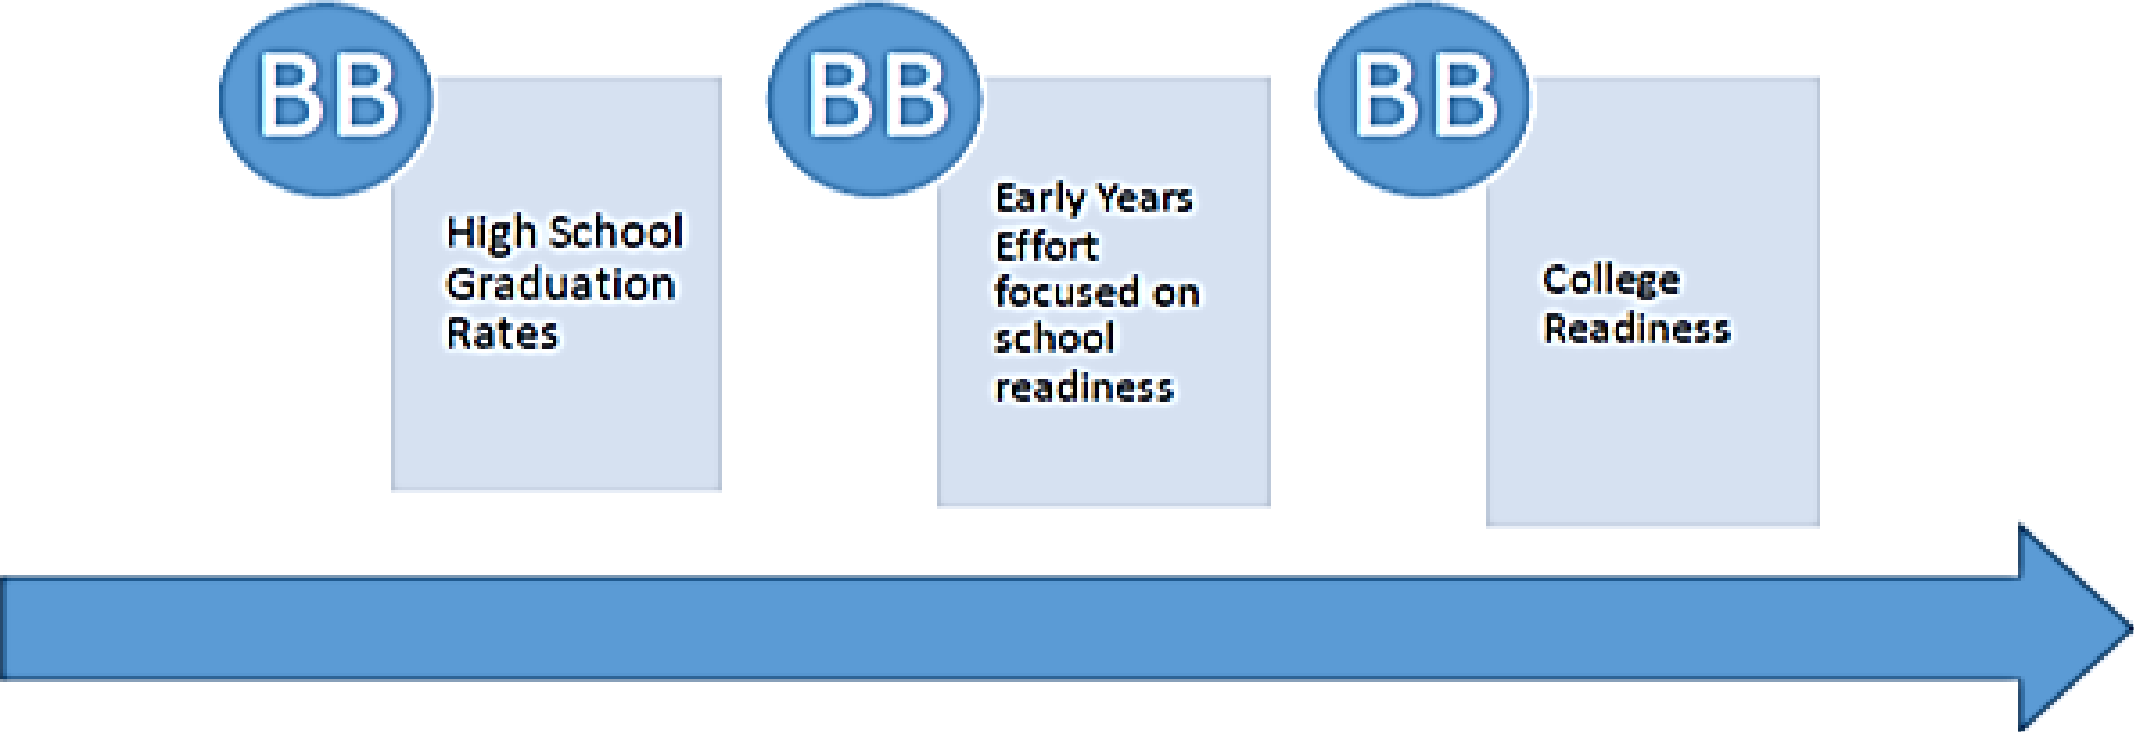 BB
High School
Graduation
Rates
BB
Early Years
Effort
focused on
school
readiness
BB
College
Readiness